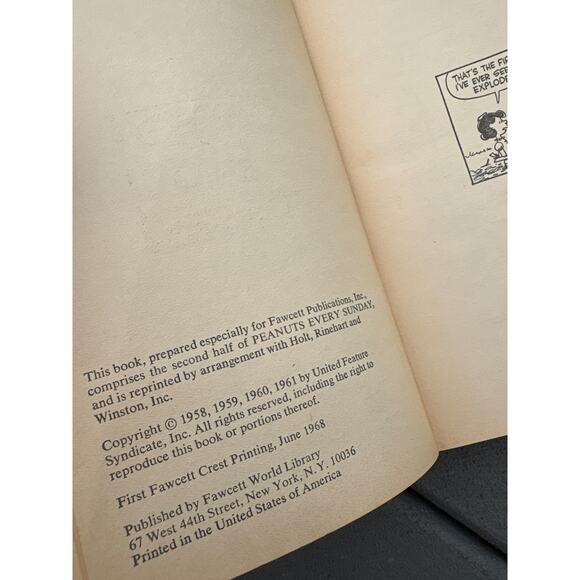 This book, prepared especially for Fawcett Publications, Inc.,
comprises the second half of PEANUTS EVERY SUNDAY,
and is reprinted by arrangement with Holt, Rinehart and
Winston, Inc.
Copyright © 1958, 1959, 1960, 1961 by United Feature
Syndicate, Inc. All rights reserved, including the right to
reproduce this book or portions thereof.
First Fawcett Crest Printing, June 1968
Published by Fawcett World Library
67 West 44th Street, New York, N.Y. 10036
Printed in the United States of America
THAT'S THE
I'VE EVER
EXPLODE